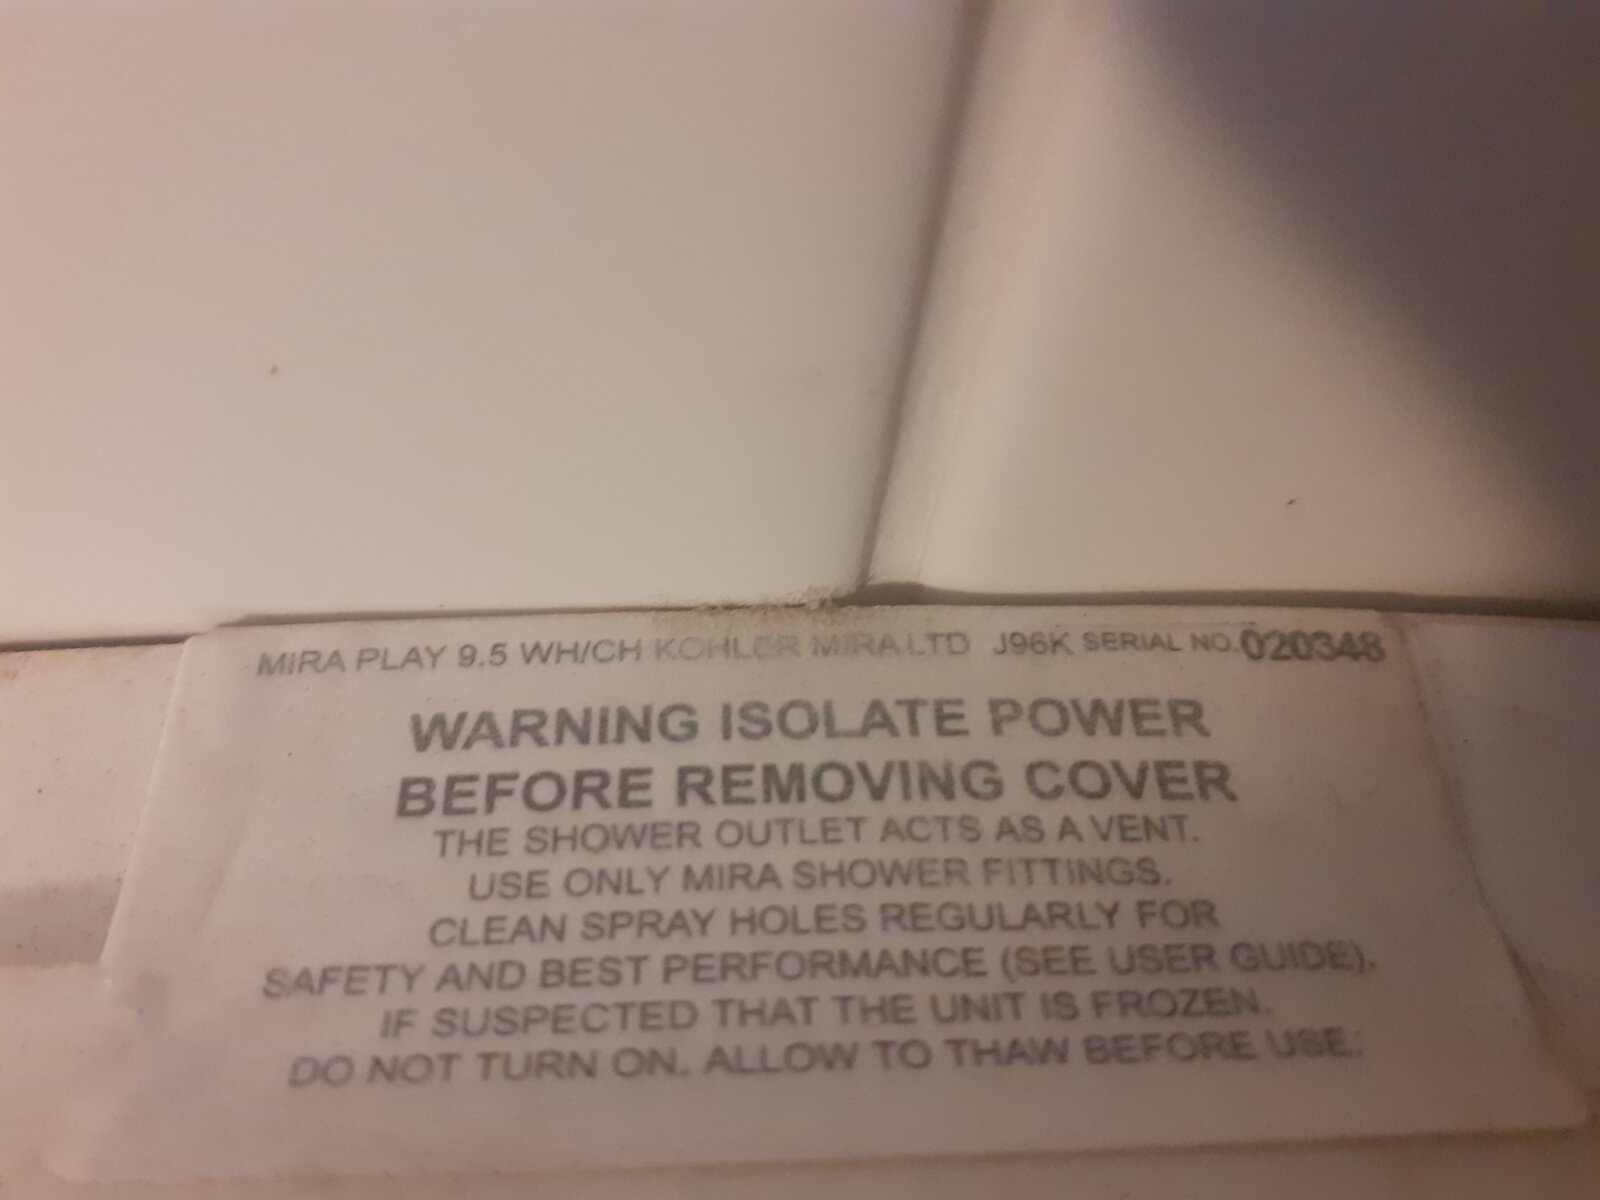 MIRA PLAY 9.5 WH/CH KOHLER MIRA LTD J96K SERIAL NO. 020348
WARNING ISOLATE POWER
BEFORE REMOVING COVER
THE SHOWER OUTLET ACTS AS A VENT.
USE ONLY MIRA SHOWER FITTINGS.
CLEAN SPRAY HOLES REGULARLY FOR
SAFETY AND BEST PERFORMANCE (SEE USER GUIDE).
IF SUSPECTED THAT THE UNIT IS FROZEN.
DO NOT TURN ON. ALLOW TO THAW BEFORE USE.